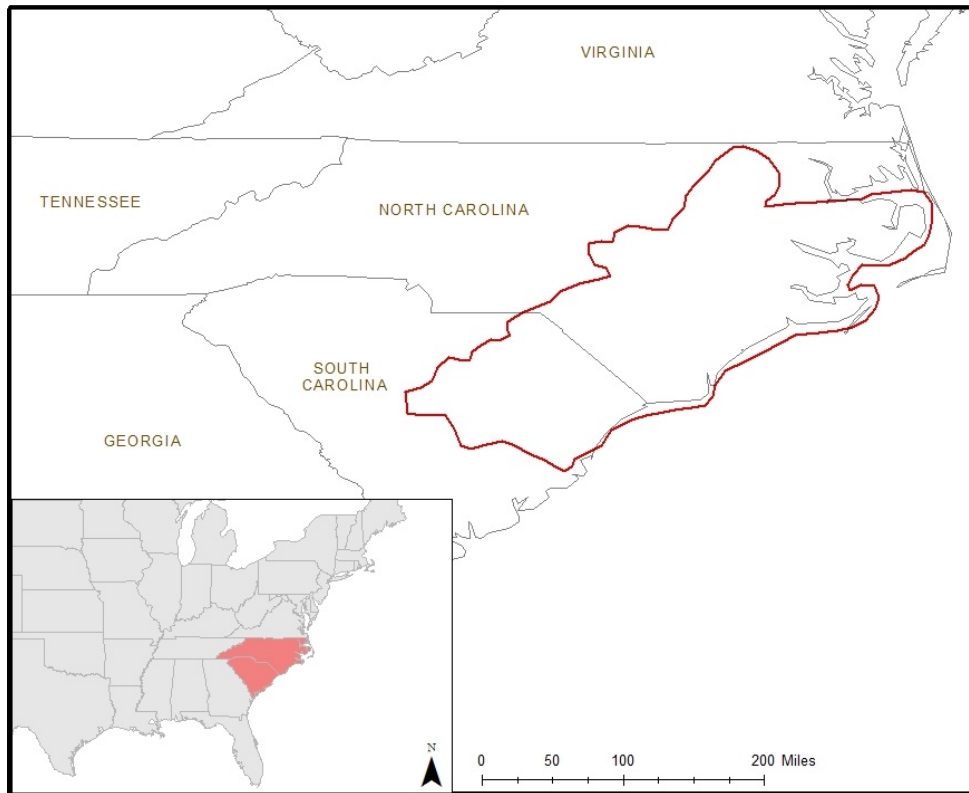 VIRGINIA
TENNESSEE
NORTH CAROLINA
SOUTH
CAROLINA
GEORGIA
N
0 50 100 200 Miles